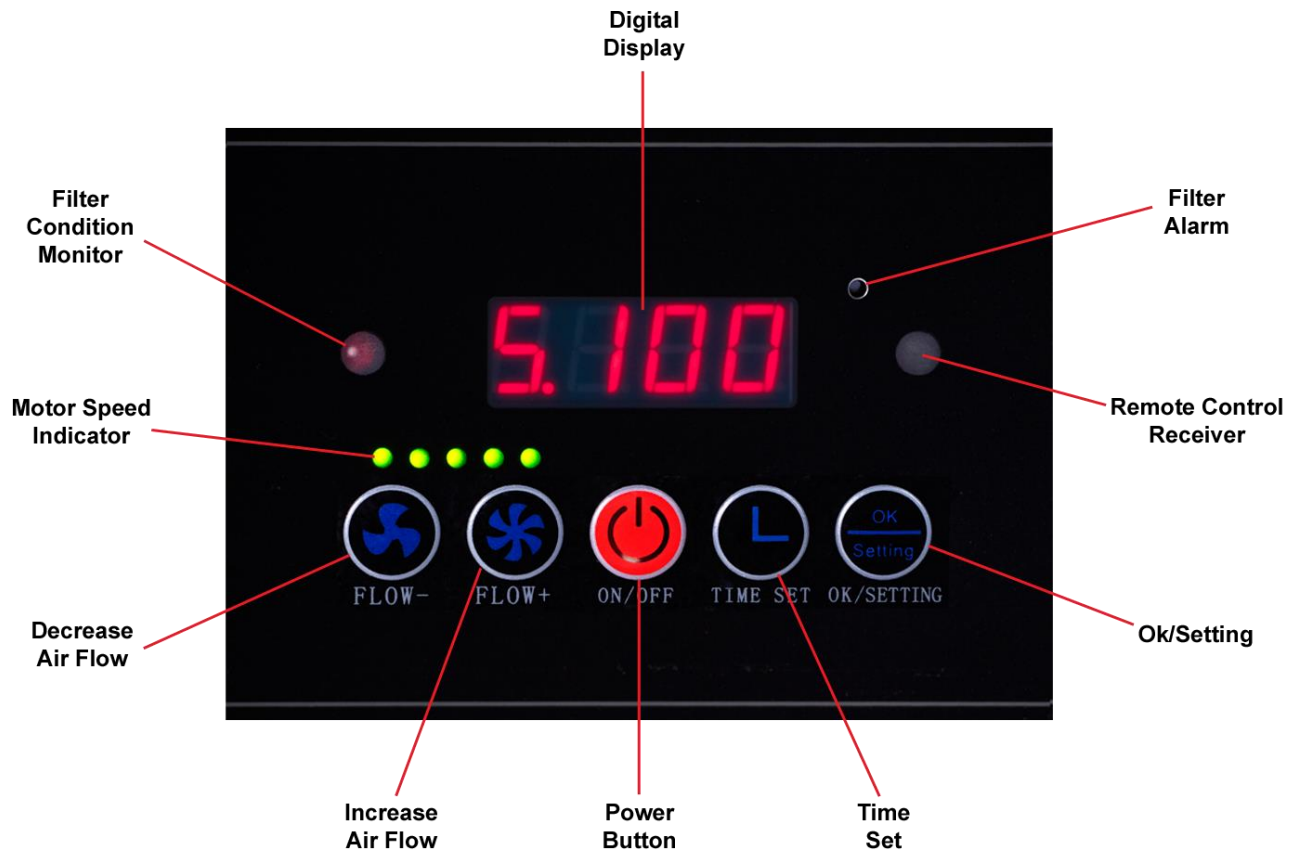 Digital
Display
Filter
Condition
Monitor
Filter
Alarm
5. 100
Motor Speed
Indicator
Remote Control
Receiver
OK
Setting
FLOW-
FLOW+
ON/OFF
TIME SET
OK/SETTING
Decrease
Air Flow
Ok/Setting
Increase
Air Flow
Power
Button
Time
Set